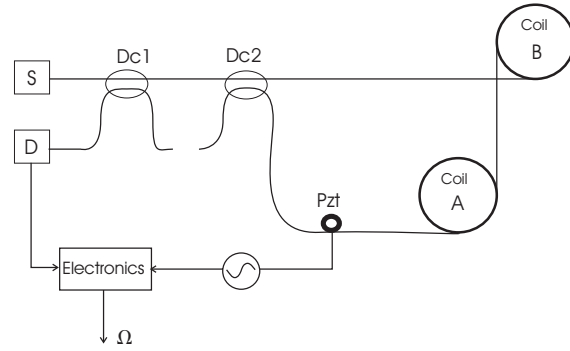 Dc1
Dc2
S
Coil
B
D
Pzt
Coil
A
Electronics
Ω